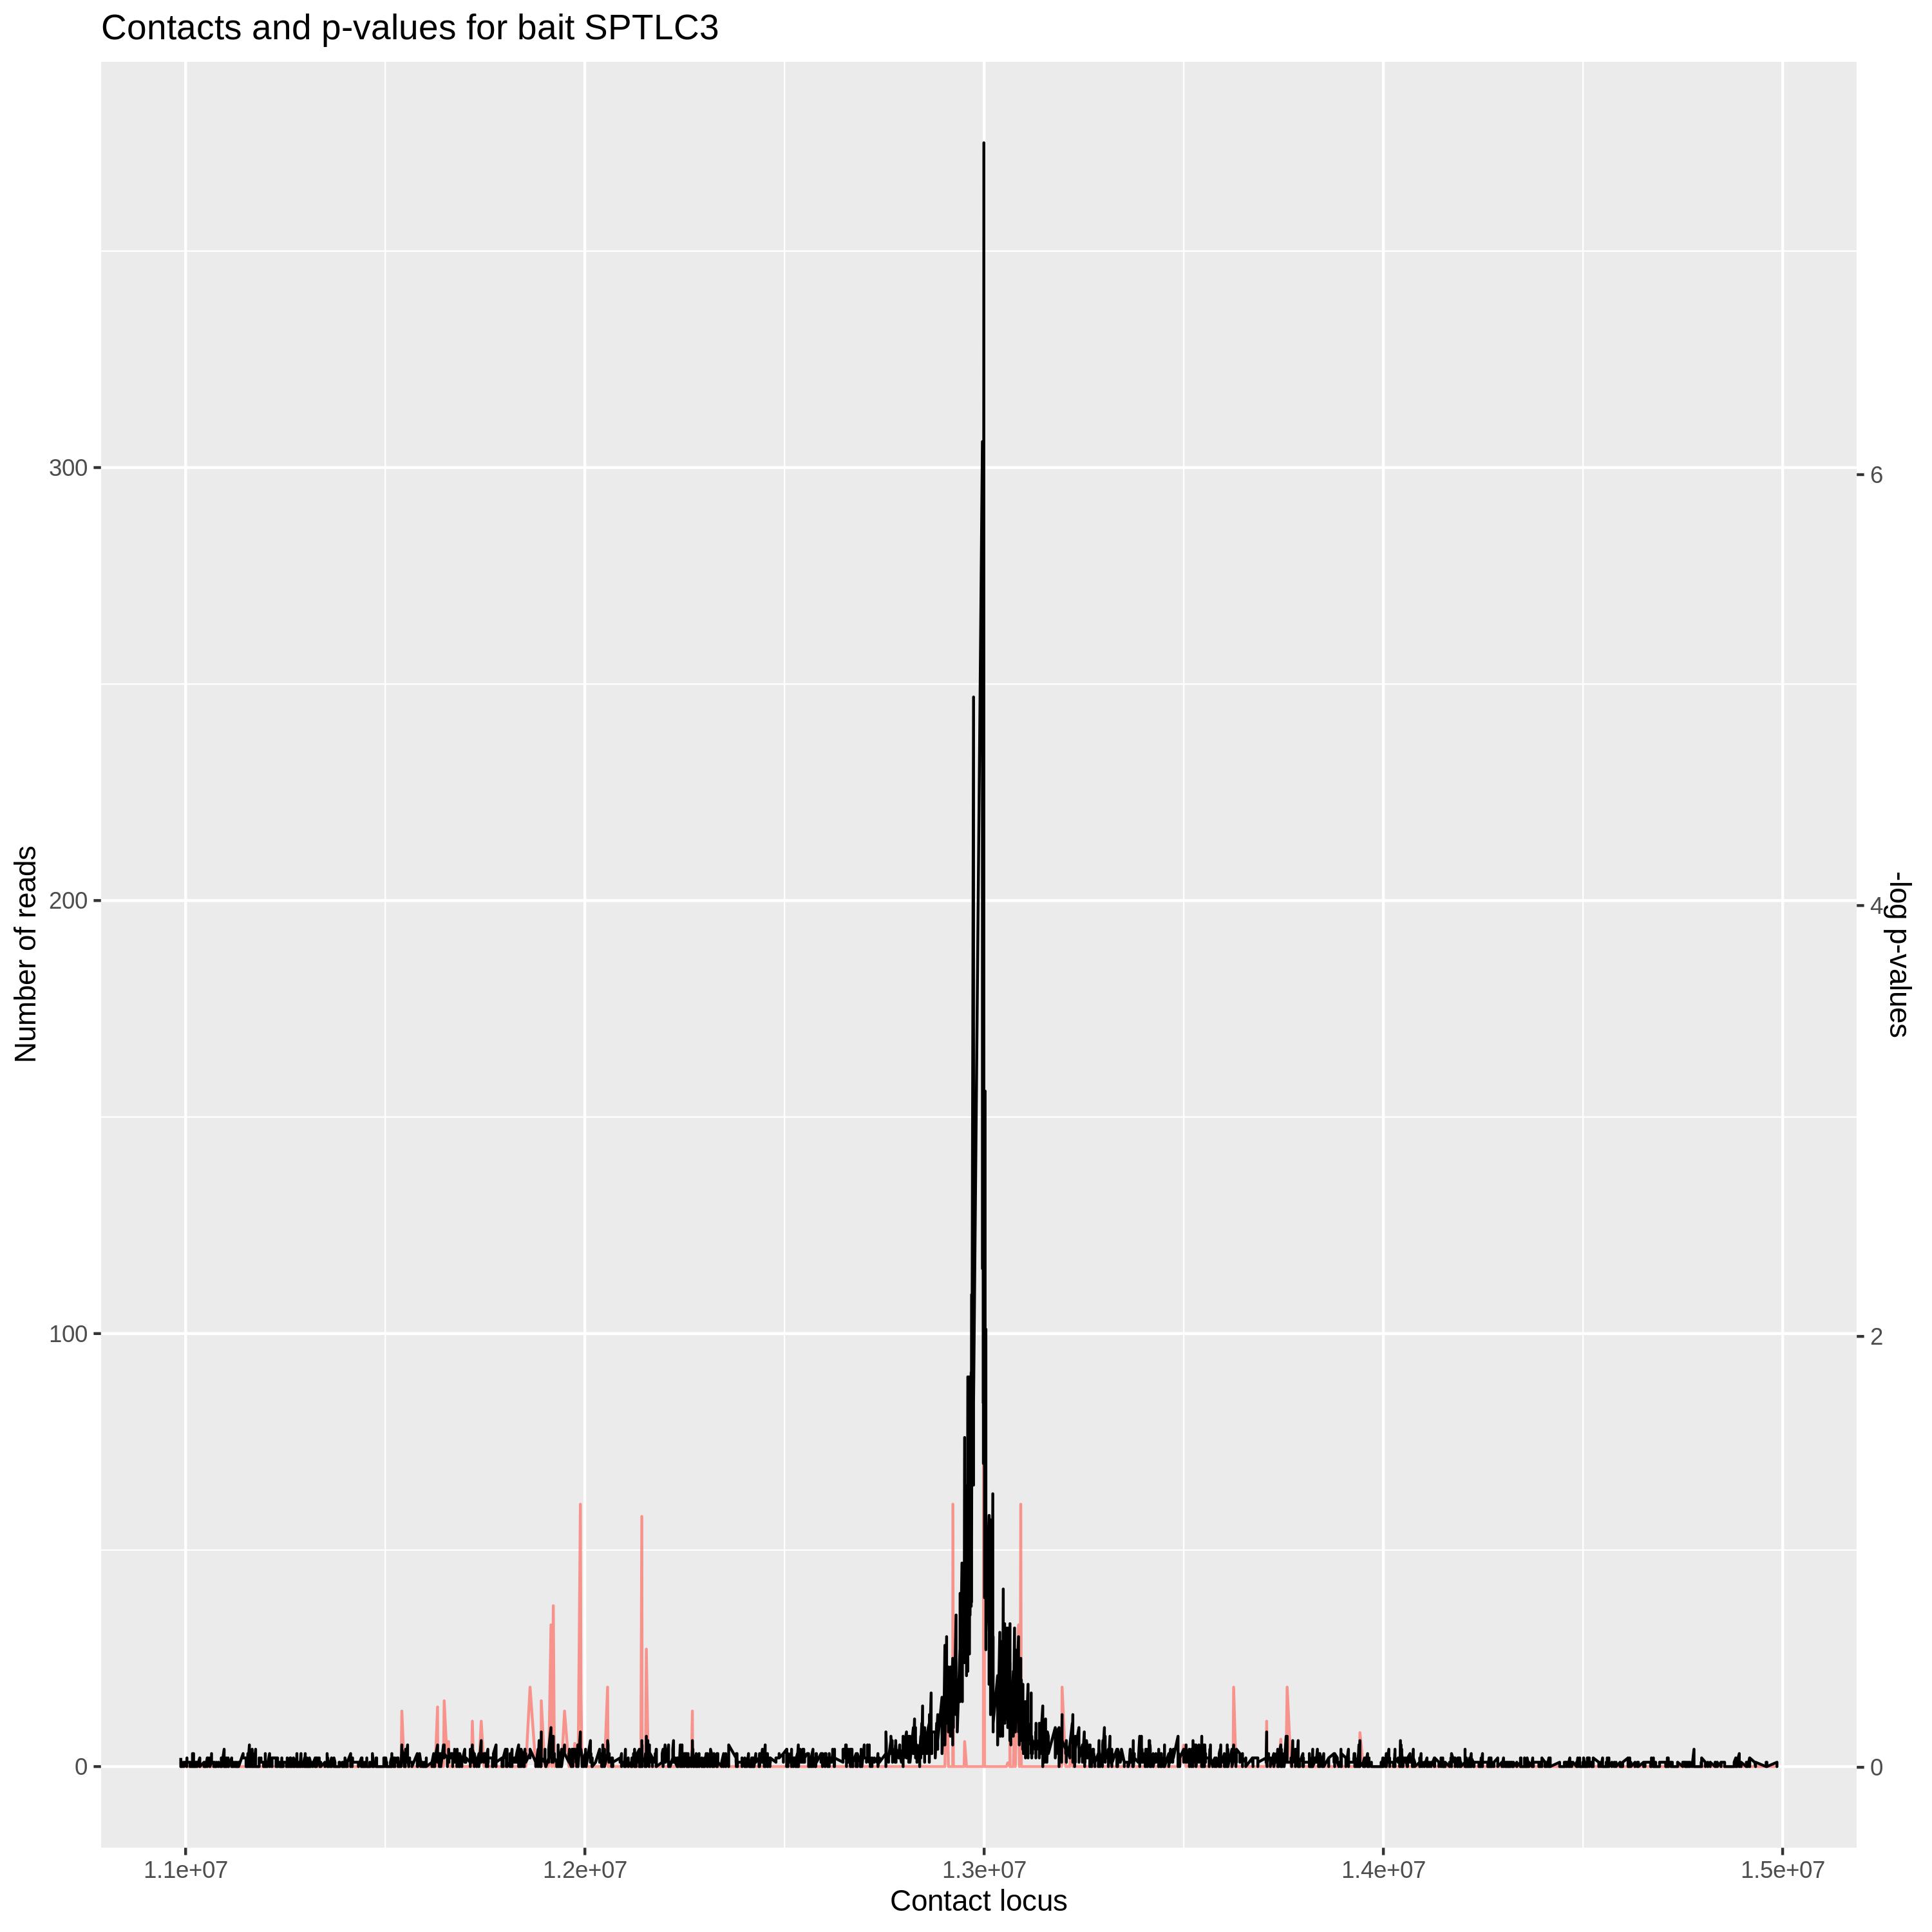 Contacts and p-values for bait SPTLC3
Number of reads
300
200
100
0
6
4
2
0
-log p-values
1.1e+07
1.2e+07
1.3e+07
1.4e+07
1.5e+07
Contact locus